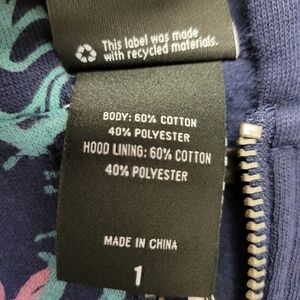 This label was made
with recycled materials.
BODY: 60% COTTON
40% POLYESTER
HOOD LINING: 60% COTTON
40% POLYESTER
MADE IN CHINA
1